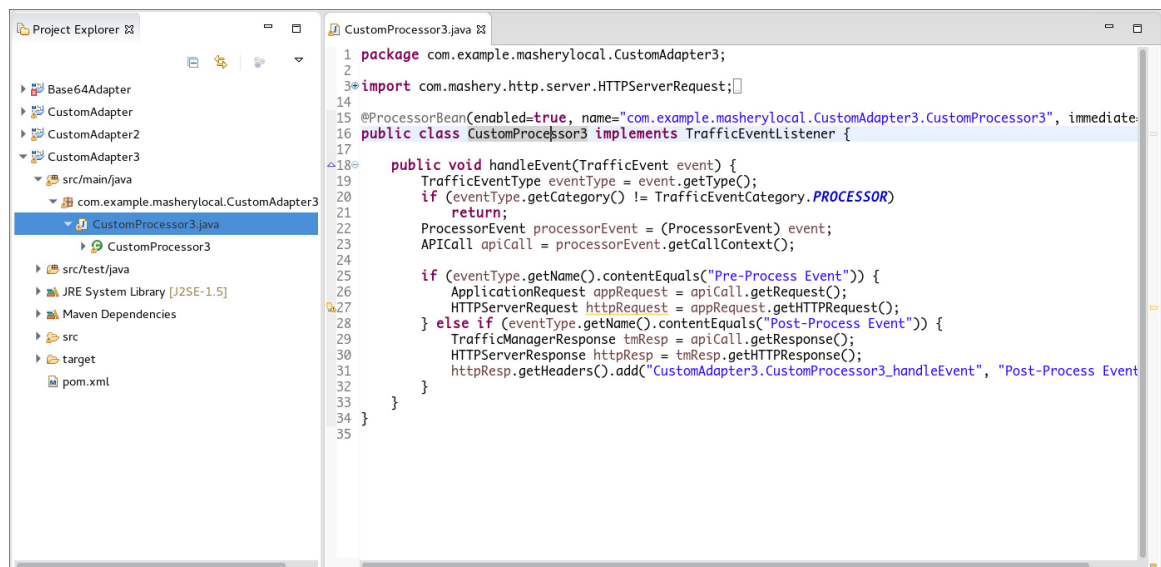 Project Explorer
Base64Adapter
CustomAdapter
CustomAdapter2
CustomAdapter3
src/main/java
com.example.masherylocal.CustomAdapter3
CustomProcessor3.java
CustomProcessor3
src/test/java
JRE System Library [J2SE-1.5]
Maven Dependencies
src
target
pom.xml
CustomProcessor3.java
1 package com.example.masherylocal.CustomAdapter3;
2
3 import com.mashery.http.server.HTTPServerRequest;
14
15 @ProcessorBean(enabled=true, name="com.example.masherylocal.CustomAdapter3.CustomProcessor3", immediate
16 public class CustomProcessor3 implements TrafficEventListener {
17
18 public void handleEvent(TrafficEvent event) {
19 TrafficEventType eventType = event.getType();
20 if (eventType.getCategory() != TrafficEventCategory.PROCESSOR)
21 return;
22 ProcessorEvent processorEvent = (ProcessorEvent) event;
23 APICall apiCall = processorEvent.getCallContext();
24
25 if (eventType.getName().contentEquals("Pre-Process Event")) {
26 ApplicationRequest appRequest = apiCall.getRequest();
27 HTTPServerRequest httpRequest = appRequest.getHTTPRequest();
28 } else if (eventType.getName().contentEquals("Post-Process Event")) {
29 TrafficManagerResponse tmResp = apiCall.getResponse();
30 HTTPServerResponse httpResp = tmResp.getHTTPResponse();
31 httpResp.getHeaders().add("CustomAdapter3.CustomProcessor3_handleEvent", "Post-Process Event
32 }
33 }
34 }
35